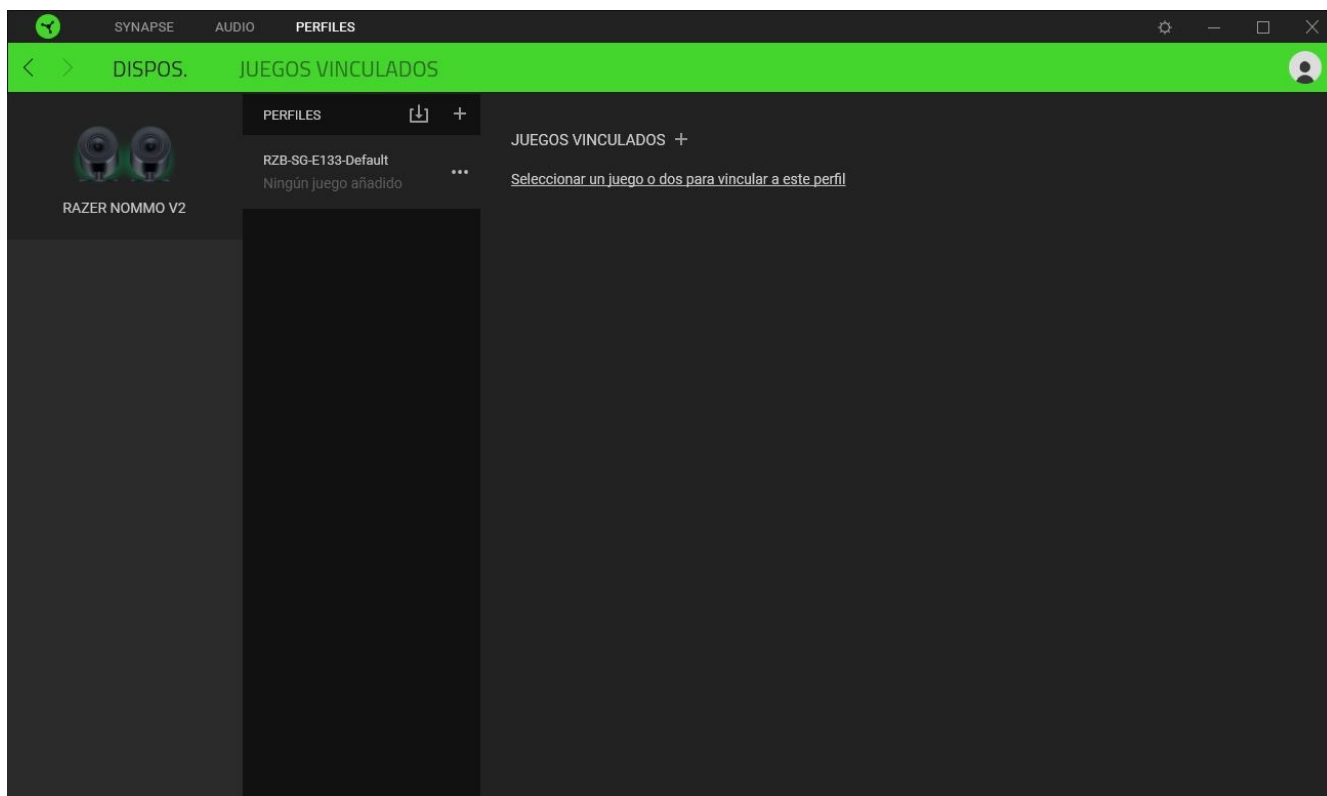 SYNAPSE AUDIO PERFILES
DISPOS. JUEGOS VINCULADOS
RAZER NOMMO V2
PERFILES
RZB-SG-E133-Default
Ningún juego añadido
JUEGOS VINCULADOS
Seleccionar un juego o dos para vincular a este perfil